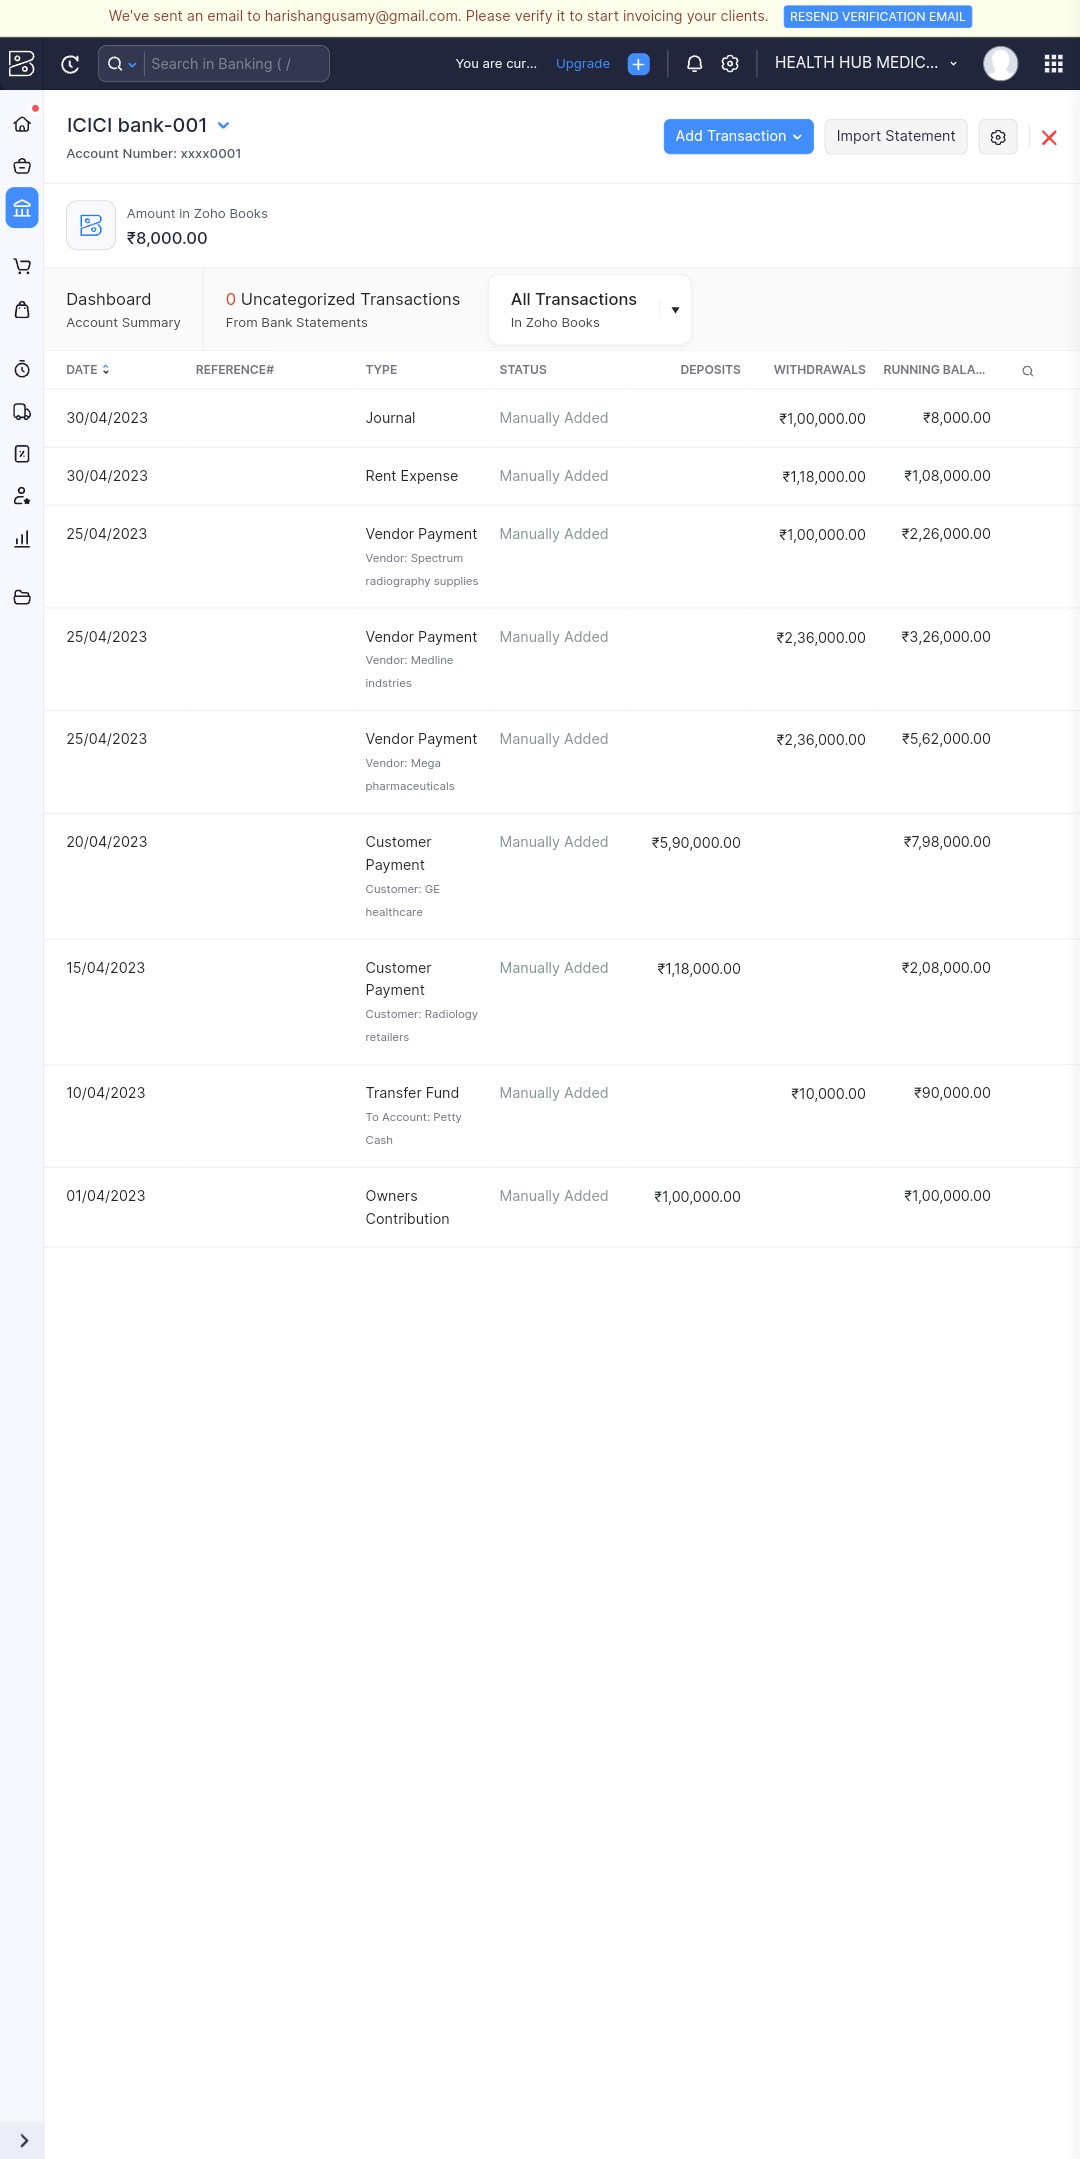 We've sent an email to harishangusamy@gmail.com. Please verify it to start invoicing your clients. RESEND VERIFICATION EMAIL
Search in Banking ( / You are cur... Upgrade HEALTH HUB MEDIC...
ICICI bank-001
Account Number: xxxx0001
Add Transaction Import Statement
Amount in Zoho Books
₹8,000.00
Dashboard 0 Uncategorized Transactions All Transactions
Account Summary From Bank Statements In Zoho Books
DATE REFERENCE# TYPE STATUS DEPOSITS WITHDRAWALS RUNNING BALA...
30/04/2023 Journal Manually Added ₹1,00,000.00 ₹8,000.00
30/04/2023 Rent Expense Manually Added ₹1,18,000.00 ₹1,08,000.00
25/04/2023 Vendor Payment Manually Added ₹1,00,000.00 ₹2,26,000.00
Vendor: Spectrum
radiography supplies
25/04/2023 Vendor Payment Manually Added ₹2,36,000.00 ₹3,26,000.00
Vendor: Medline
indstries
25/04/2023 Vendor Payment Manually Added ₹2,36,000.00 ₹5,62,000.00
Vendor: Mega
pharmaceuticals
20/04/2023 Customer Manually Added ₹5,90,000.00 ₹7,98,000.00
Payment
Customer: GE
healthcare
15/04/2023 Customer Manually Added ₹1,18,000.00 ₹2,08,000.00
Payment
Customer: Radiology
retailers
10/04/2023 Transfer Fund Manually Added ₹10,000.00 ₹90,000.00
To Account: Petty
Cash
01/04/2023 Owners Manually Added ₹1,00,000.00 ₹1,00,000.00
Contribution